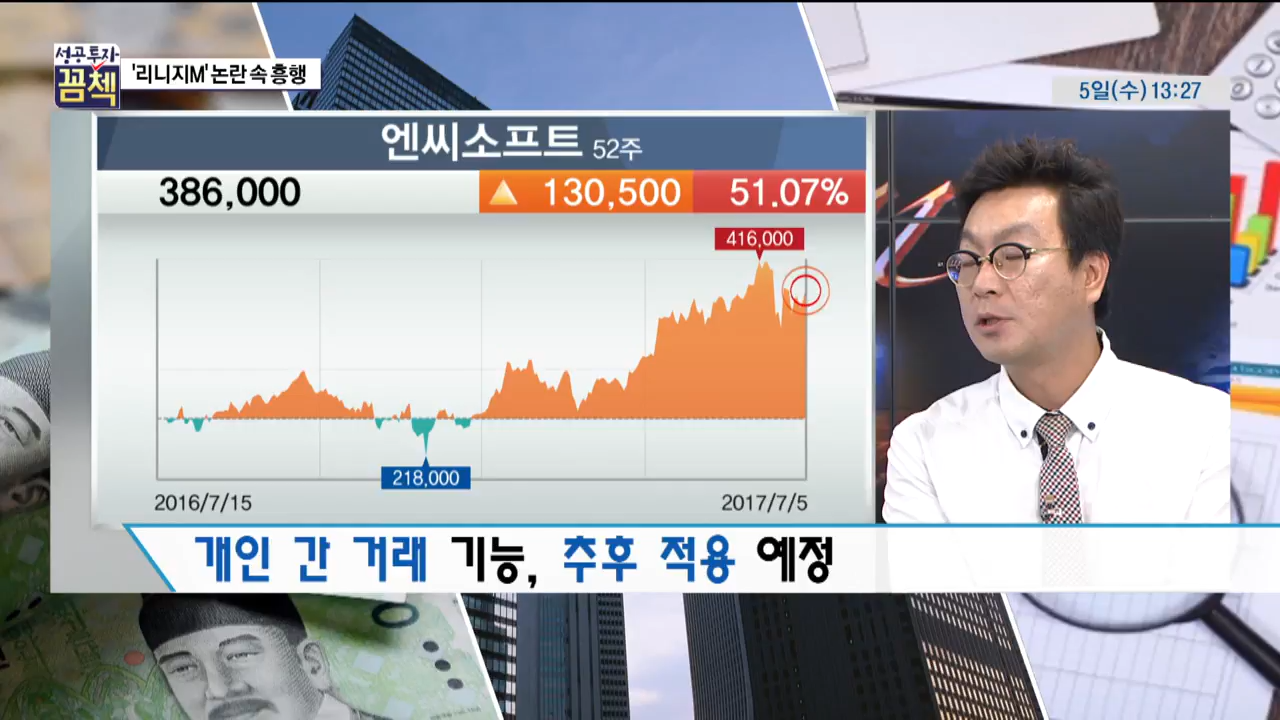 성공투자
꼼첵
'리니지M' 논란 속 흥행
5일(수) 13:27
엔씨소프트 52주
386,000 ▲ 130,500 51.07%
416,000
218,000
2016/7/15 2017/7/5
개인 간 거래 기능, 추후 적용 예정